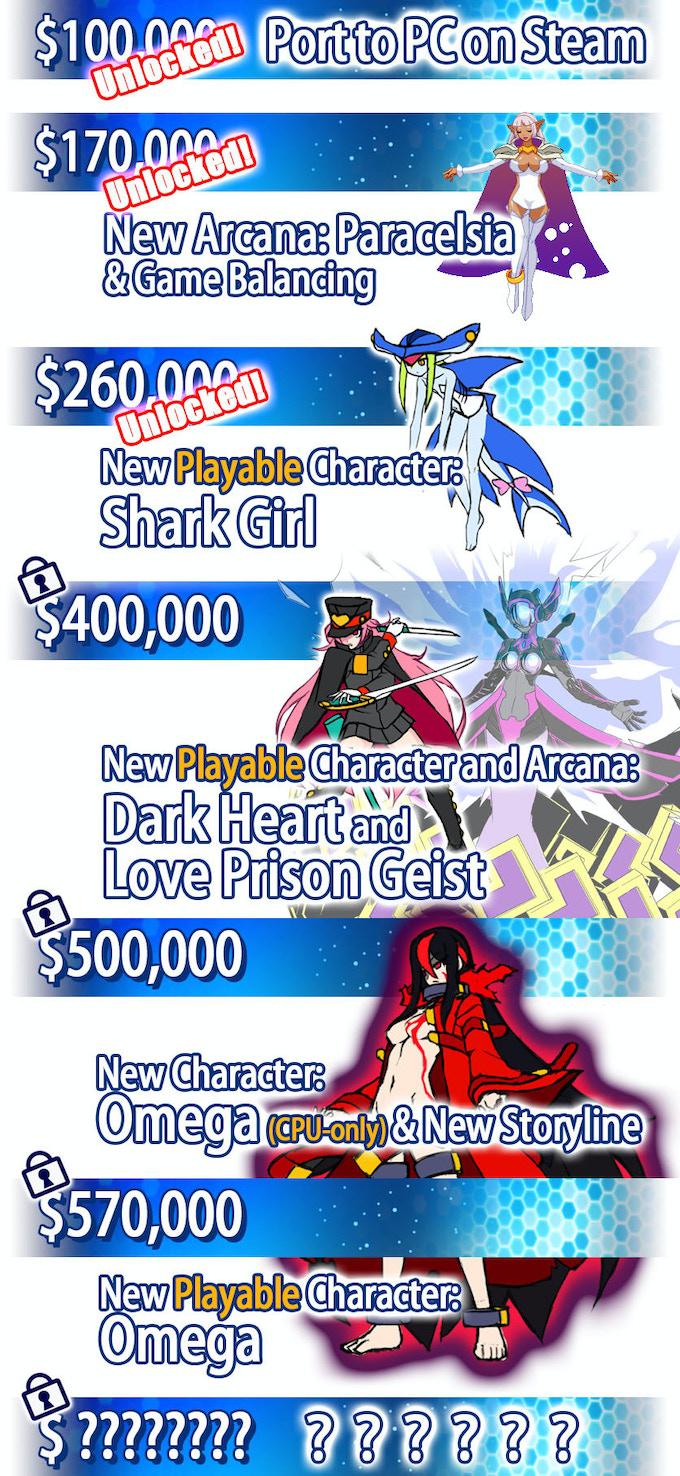 $100,000 Port to PC on Steam
Unlocked!
$170,000
Unlocked!
New Arcana: Paracelsia
& Game Balancing
$260,000
Unlocked!
New Playable Character:
Shark Girl
$400,000
New Playable Character and Arcana:
Dark Heart and
Love Prison Geist
$500,000
New Character:
Omega (CPU-only) & New Storyline
$570,000
New Playable Character:
Omega
$ ???????? ? ? ? ? ? ?